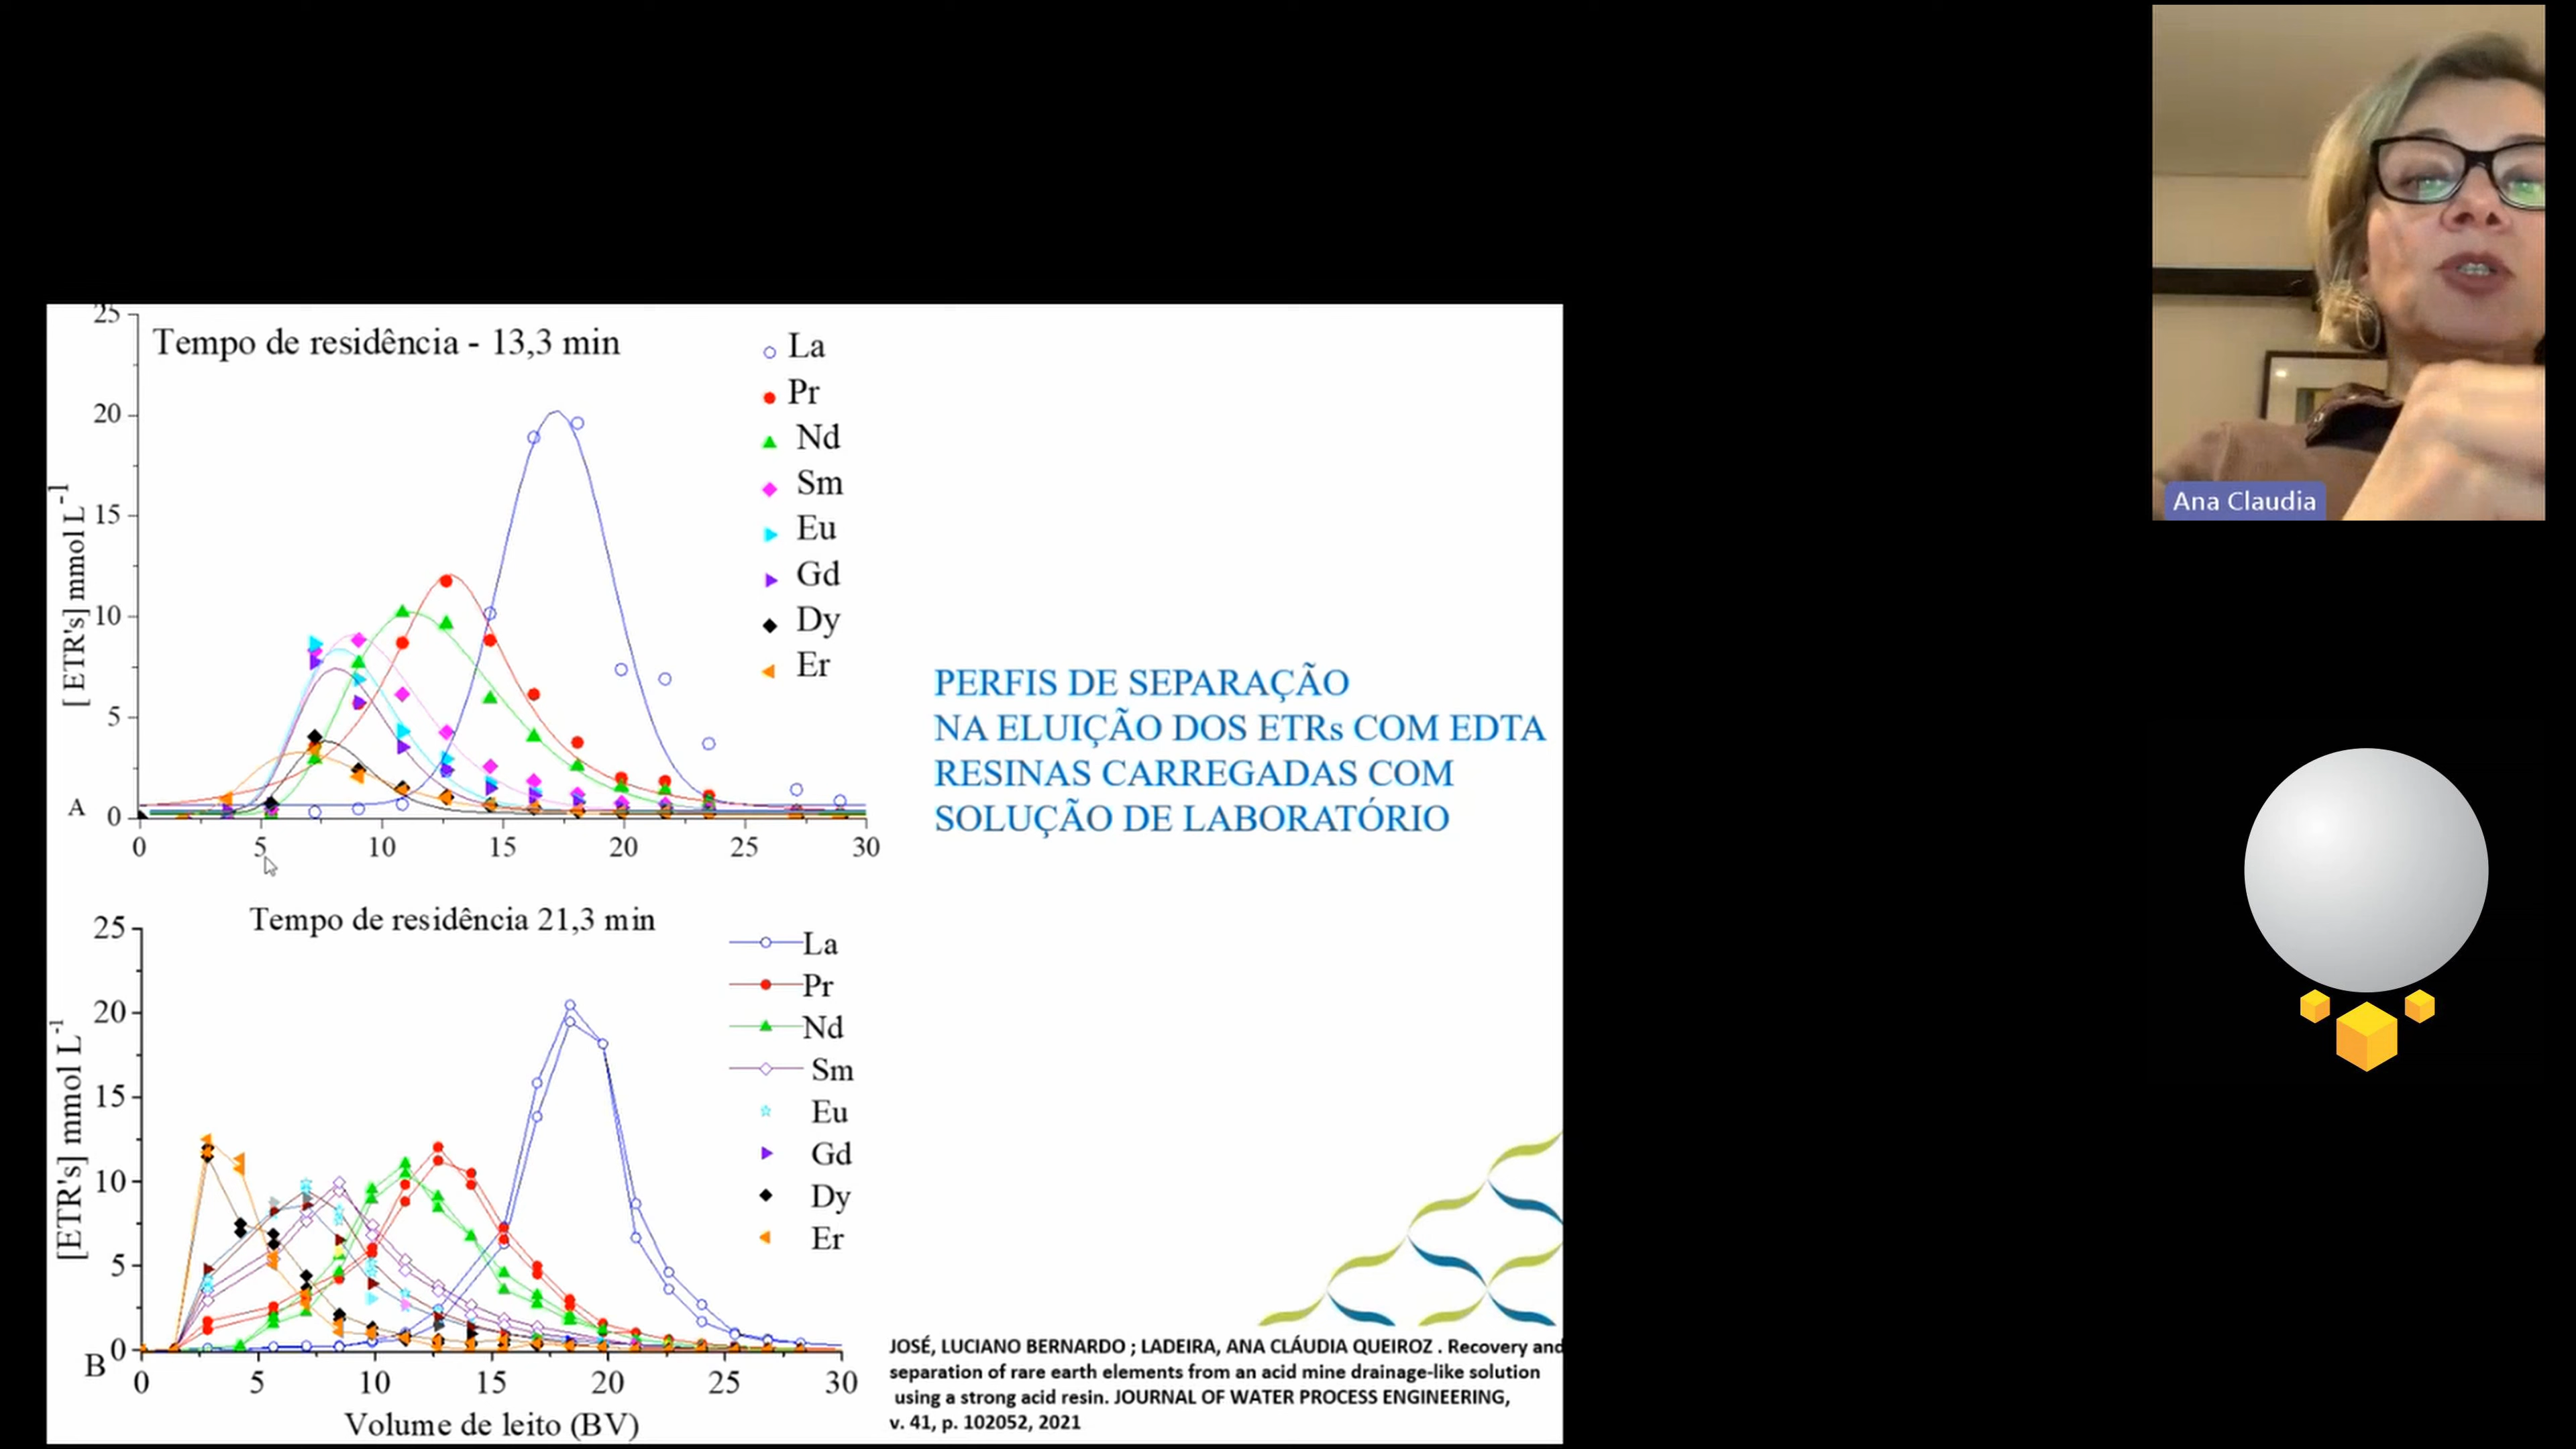 Tempo de residência - 13,3 min
La
Pr
Nd
Sm
Eu
Gd
Dy
Er
25
20
15
10
5
0
[ ETR's] mmol L-1
A
0 5 10 15 20 25 30
PERFIS DE SEPARAÇÃO
NA ELUIÇÃO DOS ETRs COM EDTA
RESINAS CARREGADAS COM
SOLUÇÃO DE LABORATÓRIO
Tempo de residência 21,3 min
La
Pr
Nd
Sm
Eu
Gd
Dy
Er
25
20
15
10
5
0
[ETR's] mmol L-1
B
0 5 10 15 20 25 30
Volume de leito (BV)
JOSÉ, LUCIANO BERNARDO ; LADEIRA, ANA CLÁUDIA QUEIROZ . Recovery and
separation of rare earth elements from an acid mine drainage-like solution
using a strong acid resin. JOURNAL OF WATER PROCESS ENGINEERING,
v. 41, p. 102052, 2021
Ana Claudia